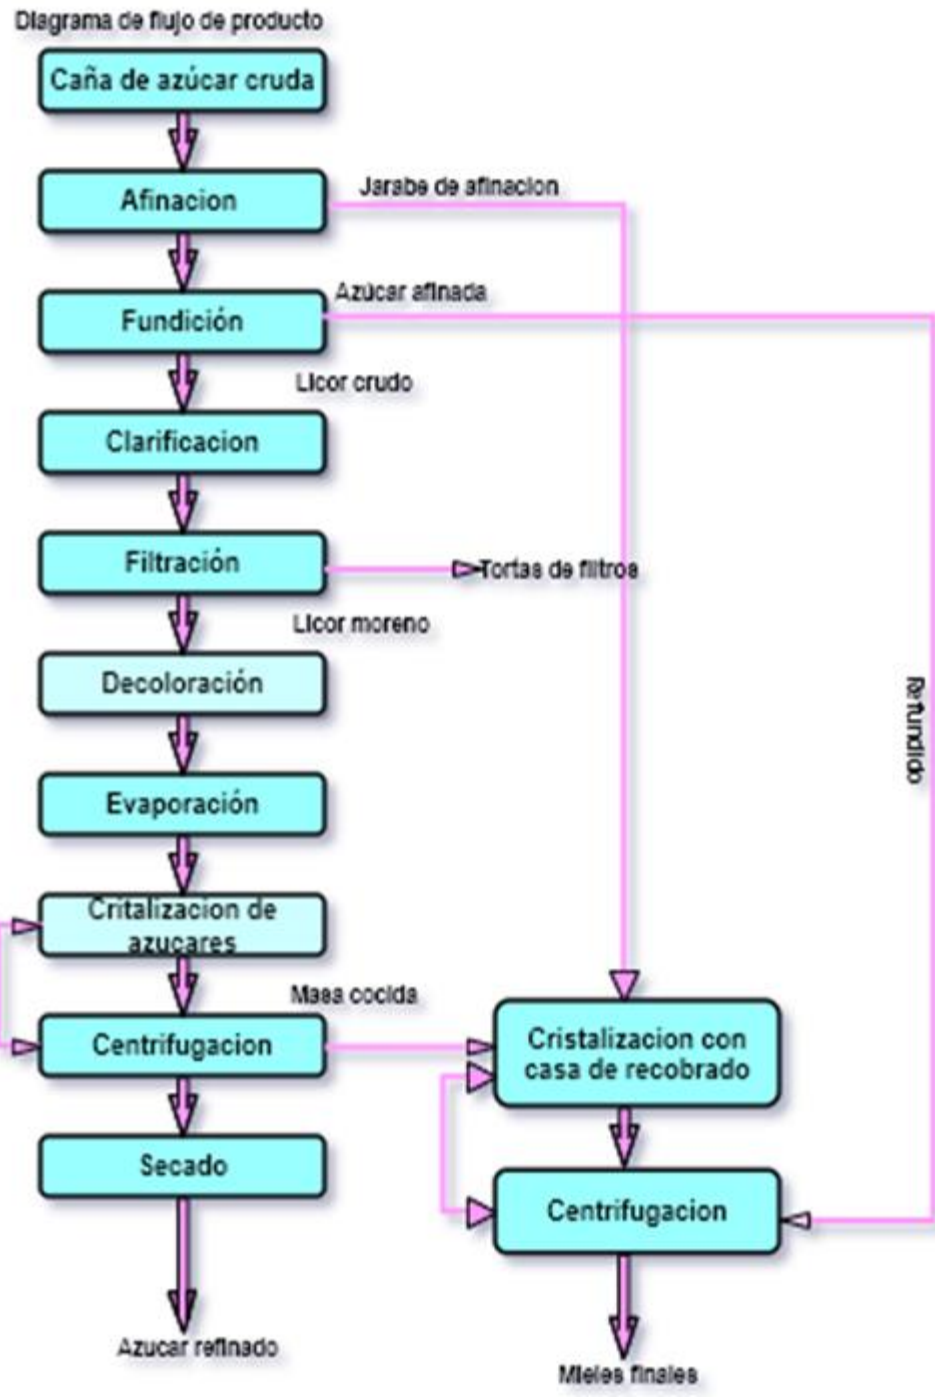 Diagrama de flujo de producto
Caña de azúcar cruda
Afinacion
Jarabe de afinacion
Azúcar afinada
Fundición
Licor crudo
Clarificacion
Filtración
Tortas de filtros
Licor moreno
Decoloración
Refundido
Evaporación
Critalizacion de
azucares
Masa cocida
Centrifugacion
Cristalizacion con
casa de recobrado
Secado
Centrifugacion
Azucar refinado
Mieles finales